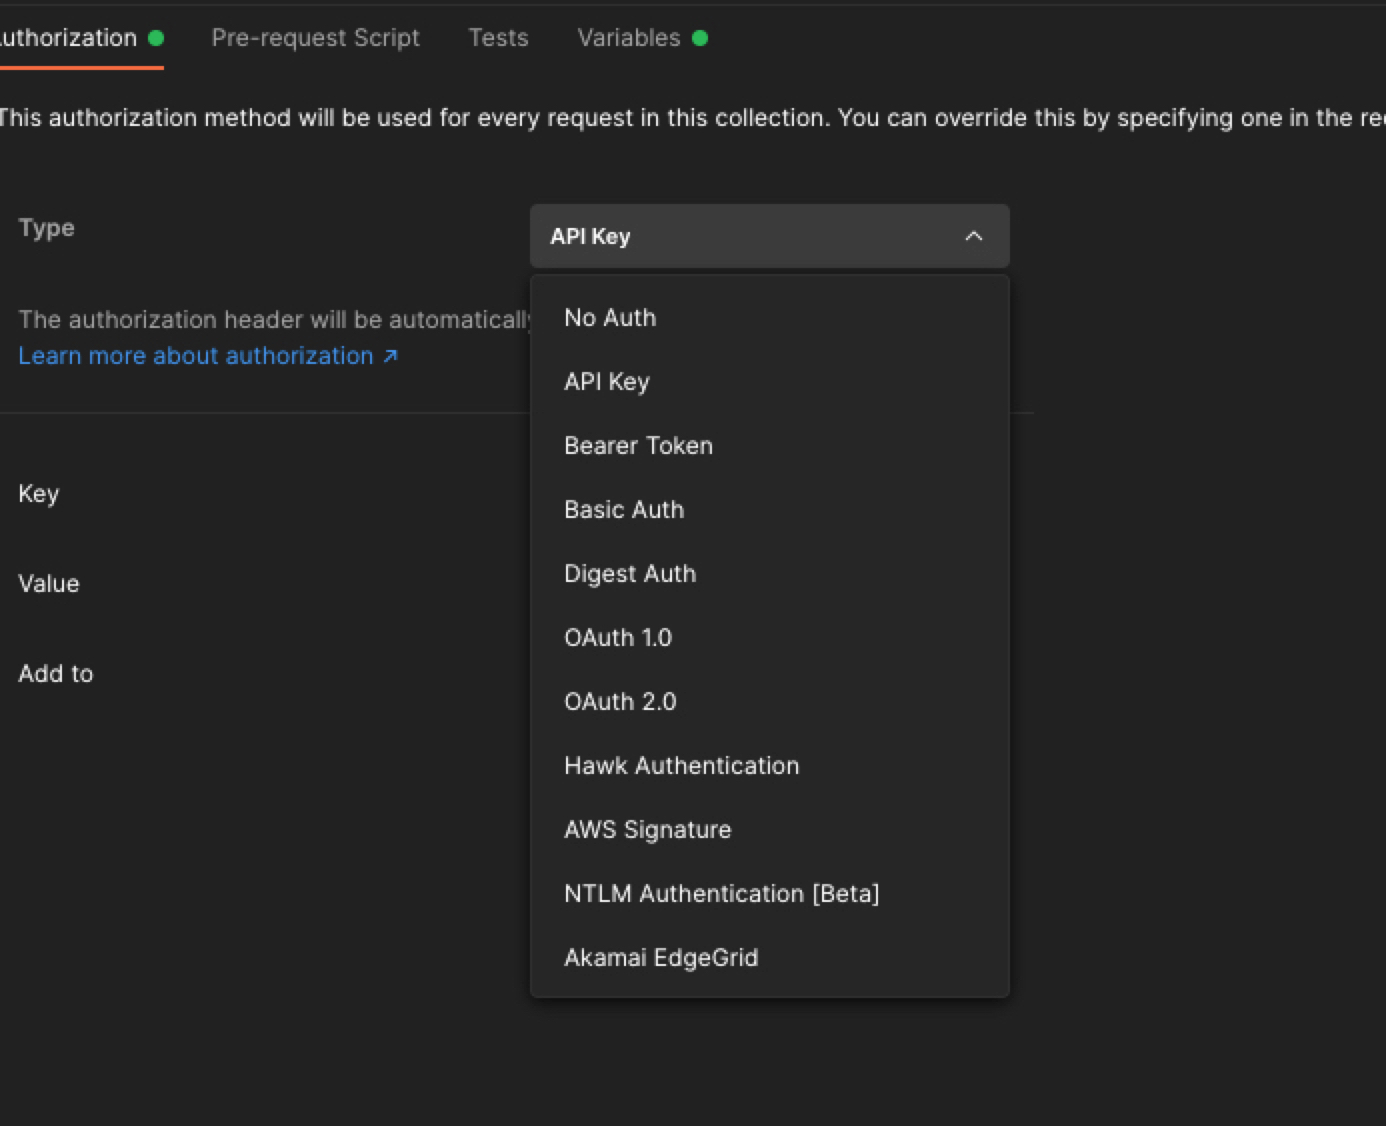 uthorization Pre-request Script Tests Variables
This authorization method will be used for every request in this collection. You can override this by specifying one in the
Type
API Key
The authorization header will be automatically
Learn more about authorization ↗
No Auth
API Key
Bearer Token
Key
Basic Auth
Value
Digest Auth
OAuth 1.0
Add to
OAuth 2.0
Hawk Authentication
AWS Signature
NTLM Authentication [Beta]
Akamai EdgeGrid